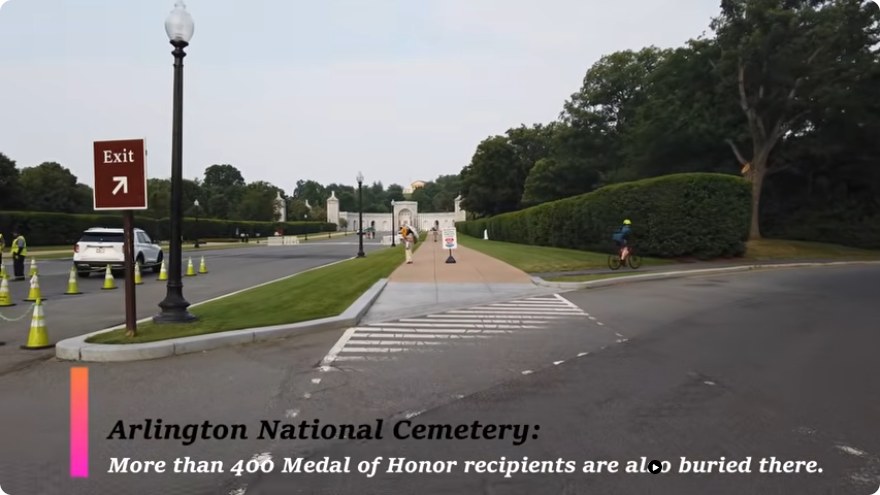 Exit
Arlington National Cemetery:
More than 400 Medal of Honor recipients are also buried there.